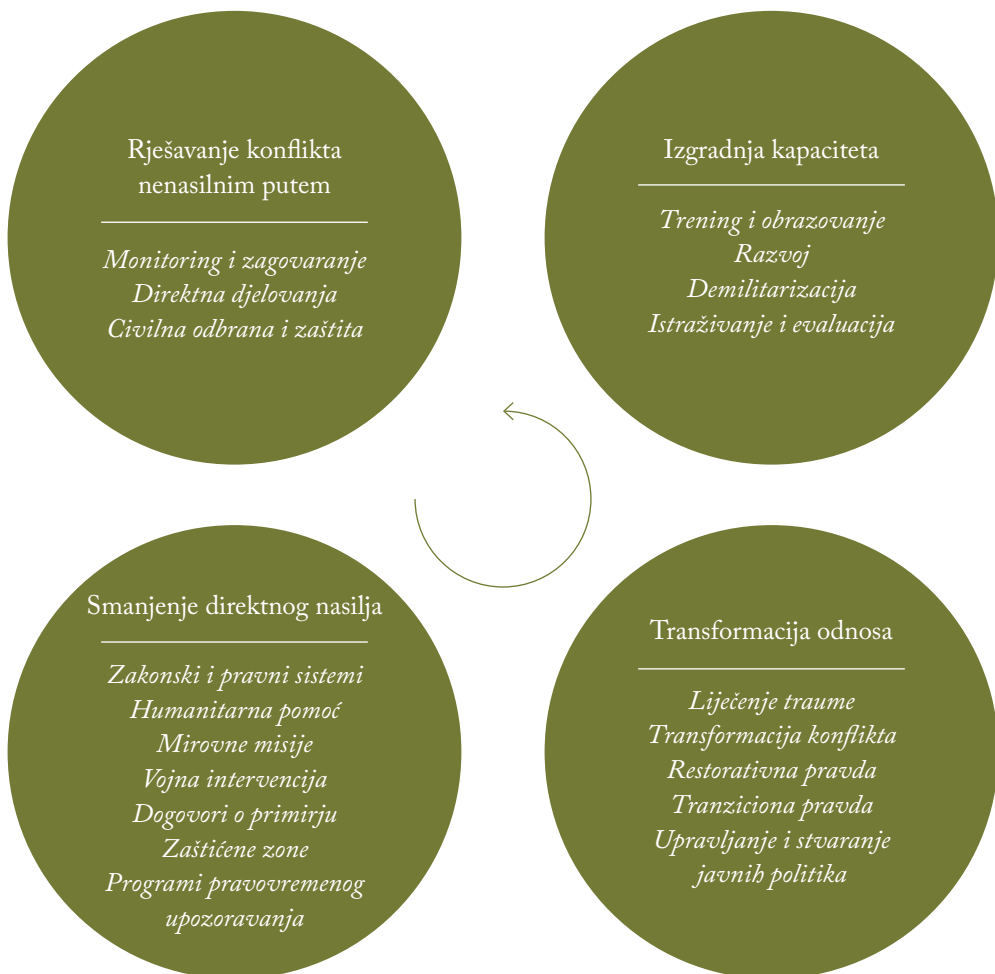 Rješavanje konflikta
nenasilnim putem
Monitoring i zagovaranje
Direktna djelovanja
Civilna odbrana i zaštita
Izgradnja kapaciteta
Trening i obrazovanje
Razvoj
Demilitarizacija
Istraživanje i evaluacija
Smanjenje direktnog nasilja
Zakonski i pravni sistemi
Humanitarna pomoć
Mirovne misije
Vojna intervencija
Dogovori o primirju
Zaštićene zone
Programi pravovremenog
upozoravanja
Transformacija odnosa
Liječenje traume
Transformacija konflikta
Restorativna pravda
Tranziciona pravda
Upravljanje i stvaranje
javnih politika